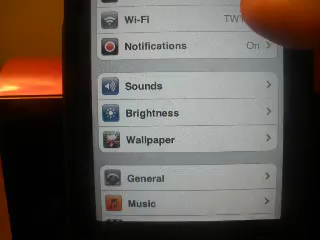 Wi-Fi
Notifications On
Sounds
Brightness
Wallpaper
General
Music